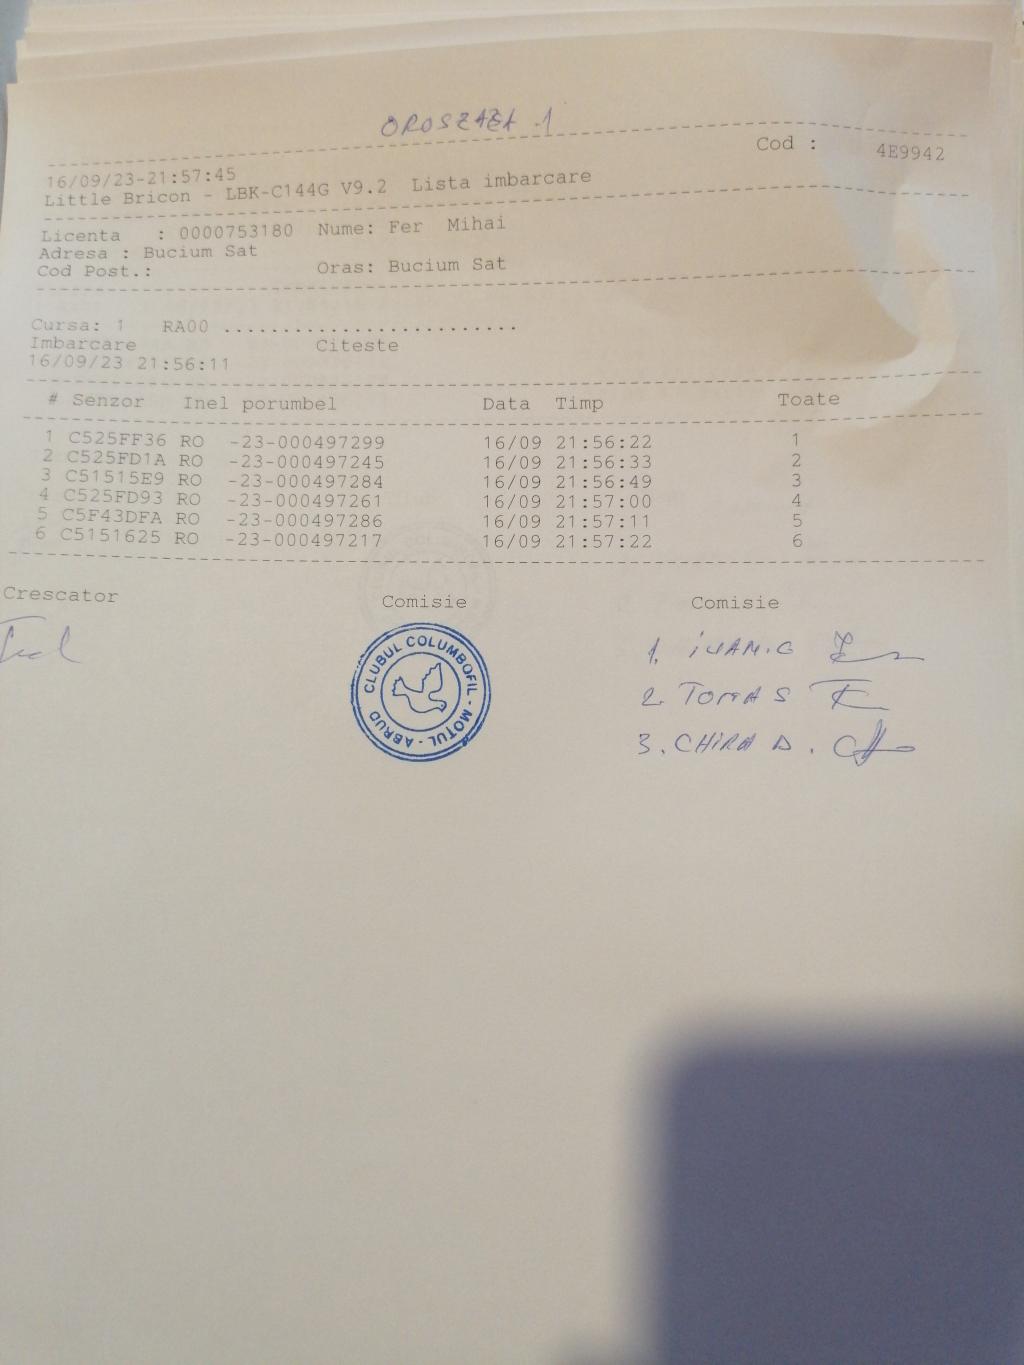 OROSZAZA 1
Cod : 4E9942
16/09/23-21:57:45
Little Bricon - LBK-C144G V9.2 Lista imbarcare
Licenta : 0000753180 Nume: Fer Mihai
Adresa : Bucium Sat
Cod Post.: Oras: Bucium Sat
Cursa: 1 RA00 .........................
Imbarcare Citeste
16/09/23 21:56:11
# Senzor Inel porumbel Data Timp Toate
1 C525FF36 RO -23-000497299 16/09 21:56:22 1
2 C525FD1A RO -23-000497245 16/09 21:56:33 2
3 C51515E9 RO -23-000497284 16/09 21:56:49 3
4 C525FD93 RO -23-000497261 16/09 21:57:00 4
5 C5F43DFA RO -23-000497286 16/09 21:57:11 5
6 C5151625 RO -23-000497217 16/09 21:57:22 6
Crescator Comisie Comisie
CLUBUL COLUMBOFIL - MOTUL - ABRUD
1. IVAN.G
2. TOMA S
3. CHIRA D.